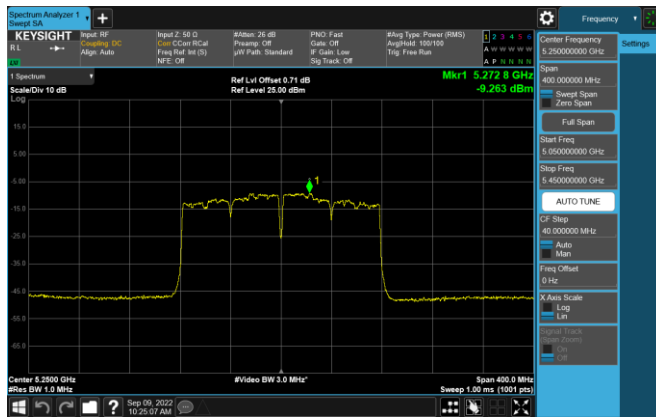 Spectrum Analyzer 1
Swept SA
Frequency
KEYSIGHT
RL
Input: RF
Coupling: DC
Align: Auto
Input Z: 50 Ω
Corr CCorr RCal
Freq Ref: Int (S)
NFE: Off
#Atten: 26 dB
Preamp: Off
µW Path: Standard
PNO: Fast
Gate: Off
IF Gain: Low
Sig Track: Off
#Avg Type: Power (RMS)
Avg|Hold: 100/100
Trig: Free Run
1 2 3 4 5 6
A W W W W W
A P N N N N
Center Frequency
5.250000000 GHz
Settings
Span
400.000000 MHz
Swept Span
Zero Span
Full Span
Start Freq
5.050000000 GHz
Stop Freq
5.450000000 GHz
AUTO TUNE
CF Step
40.000000 MHz
Auto
Man
Freq Offset
0 Hz
X Axis Scale
Log
Lin
Signal Track
(Span Zoom)
On
Off
1 Spectrum
Scale/Div 10 dB
Log
Ref Lvl Offset 0.71 dB
Ref Level 25.00 dBm
Mkr1 5.272 8 GHz
-9.263 dBm
15.0
5.00
-5.00
-15.0
-25.0
-35.0
-45.0
-55.0
-65.0
1
Center 5.2500 GHz
#Res BW 1.0 MHz
#Video BW 3.0 MHz*
Span 400.0 MHz
Sweep 1.00 ms (1001 pts)
Sep 09, 2022
10:25:07 AM